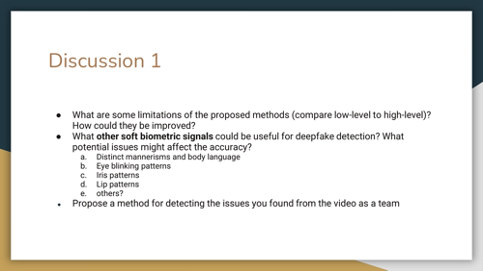 Discussion 1
● What are some limitations of the proposed methods (compare low-level to high-level)?
How could they be improved?
● What other soft biometric signals could be useful for deepfake detection? What
potential issues might affect the accuracy?
a. Distinct mannerisms and body language
b. Eye blinking patterns
c. Iris patterns
d. Lip patterns
e. others?
● Propose a method for detecting the issues you found from the video as a team